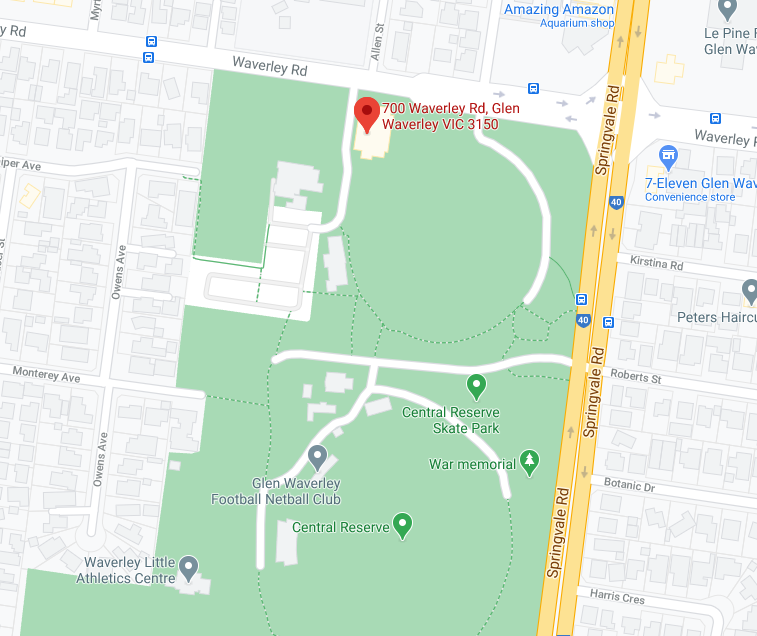 Amazing Amazon
Aquarium shop
Le Pine F
Glen Wav
y Rd
Allen St
Waverley Rd
700 Waverley Rd, Glen
Waverley VIC 3150
Springvale Rd
Waverley
7-Eleven Glen Wav
Convenience store
iper Ave
40
Owens Ave
Kirstina Rd
40
Peters Haircu
Monterey Ave
Springvale Rd
Roberts St
Central Reserve
Skate Park
Owens Ave
War memorial
Glen Waverley
Football Netball Club
Botanic Dr
Springvale Rd
Central Reserve
Waverley Little
Athletics Centre
Harris Cres